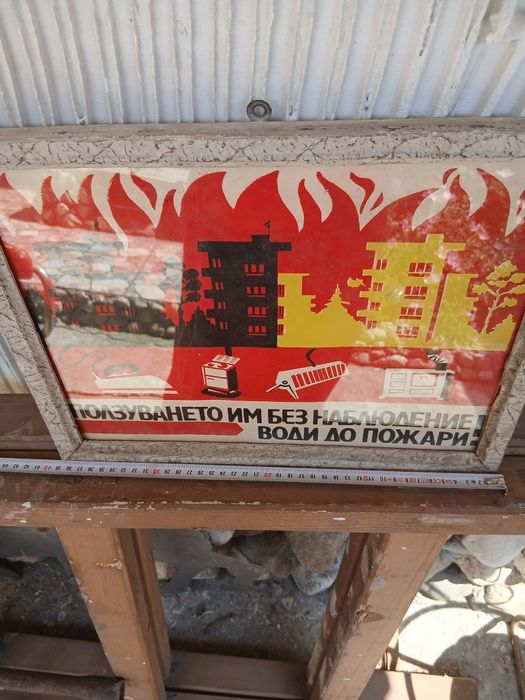 ПОЛЗУВАНЕТО ИМ БЕЗ НАБЛЮДЕНИЕ
ВОДИ ДО ПОЖАРИ!